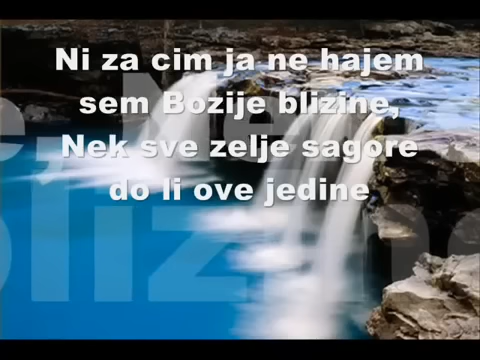 Ni za cim ja ne hajem
sem Bozije blizine,
Nek sve zelje sagore
do li ove jedine